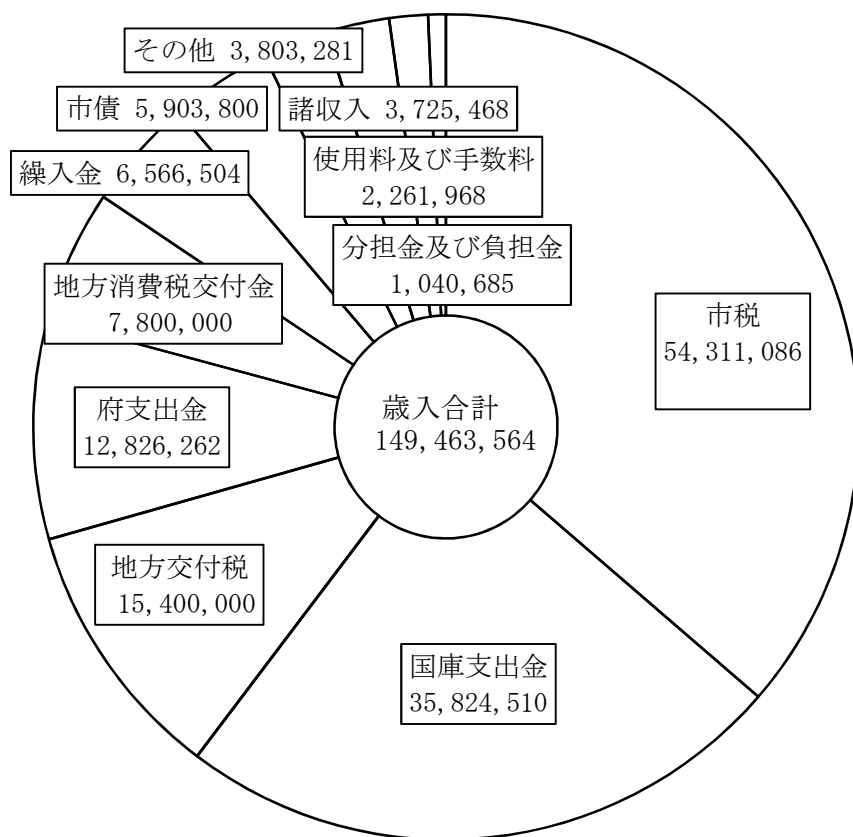 その他 3,803,281
市債 5,903,800
諸収入 3,725,468
繰入金 6,566,504
使用料及び手数料
2,261,968
分担金及び負担金
1,040,685
地方消費税交付金
7,800,000
市税
54,311,086
府支出金
12,826,262
歳入合計
149,463,564
地方交付税
15,400,000
国庫支出金
35,824,510